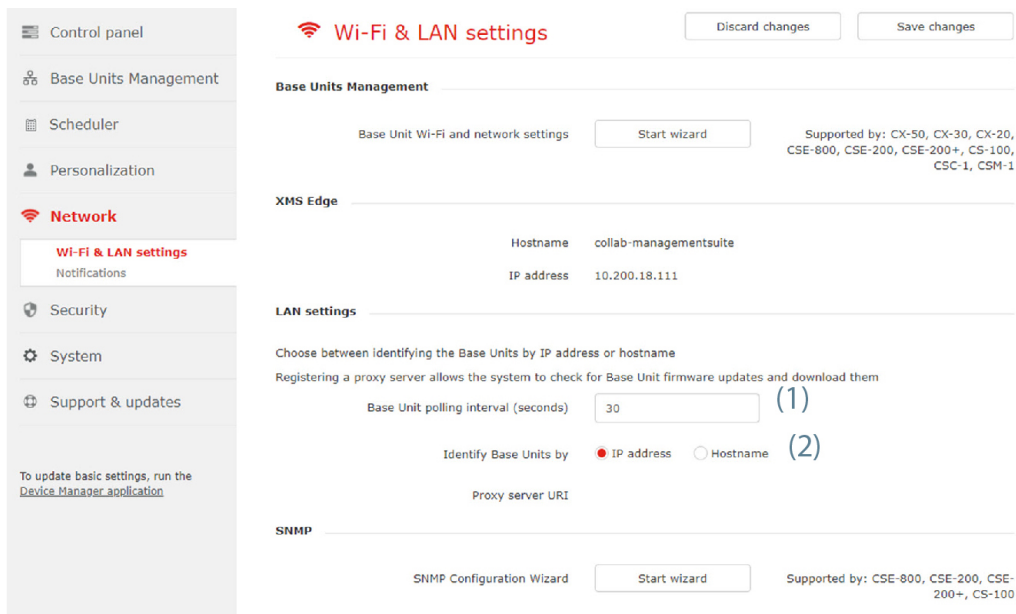 Control panel
Base Units Management
Scheduler
Personalization
Network
Wi-Fi & LAN settings
Notifications
Security
System
Support & updates
To update basic settings, run the
Device Manager application
Wi-Fi & LAN settings
Discard changes
Save changes
Base Units Management
Base Unit Wi-Fi and network settings
Start wizard
Supported by: CX-50, CX-30, CX-20,
CSE-800, CSE-200, CSE-200+, CS-100,
CSC-1, CSM-1
XMS Edge
Hostname collab-managementsuite
IP address 10.200.18.111
LAN settings
Choose between identifying the Base Units by IP address or hostname
Registering a proxy server allows the system to check for Base Unit firmware updates and download them
Base Unit polling interval (seconds) 30 (1)
Identify Base Units by IP address Hostname (2)
Proxy server URI
SNMP
SNMP Configuration Wizard
Start wizard
Supported by: CSE-800, CSE-200, CSE-
200+, CS-100